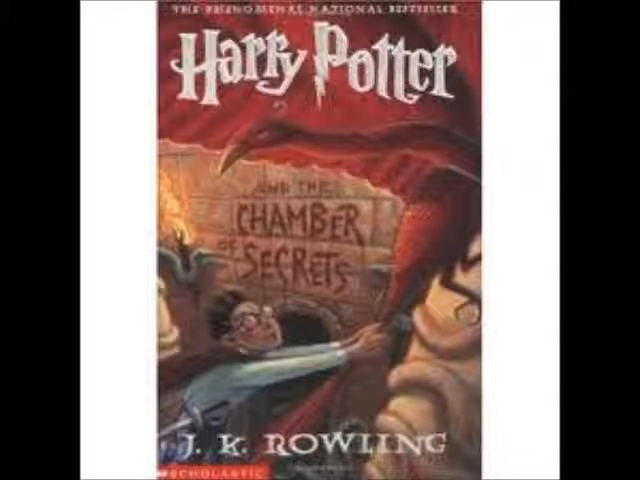 THE PHENOMENAL NATIONAL BESTSELLER
Harry Potter
AND THE
CHAMBER
OF
SECRETS
J. K. ROWLING
SCHOLASTIC